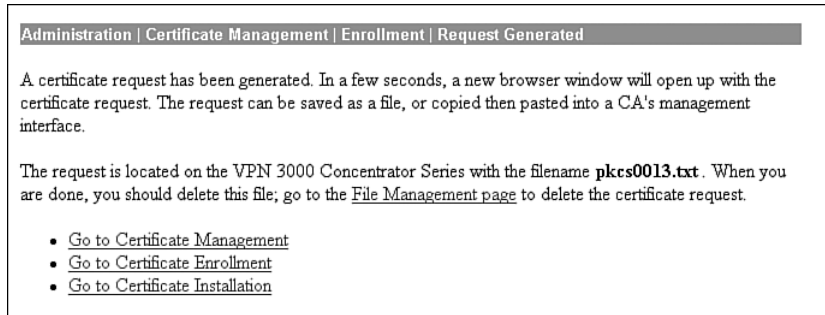 Administration | Certificate Management | Enrollment | Request Generated
A certificate request has been generated. In a few seconds, a new browser window will open up with the
certificate request. The request can be saved as a file, or copied then pasted into a CA's management
interface.
The request is located on the VPN 3000 Concentrator Series with the filename pkcs0013.txt . When you
are done, you should delete this file; go to the File Management page to delete the certificate request.
• Go to Certificate Management
• Go to Certificate Enrollment
• Go to Certificate Installation